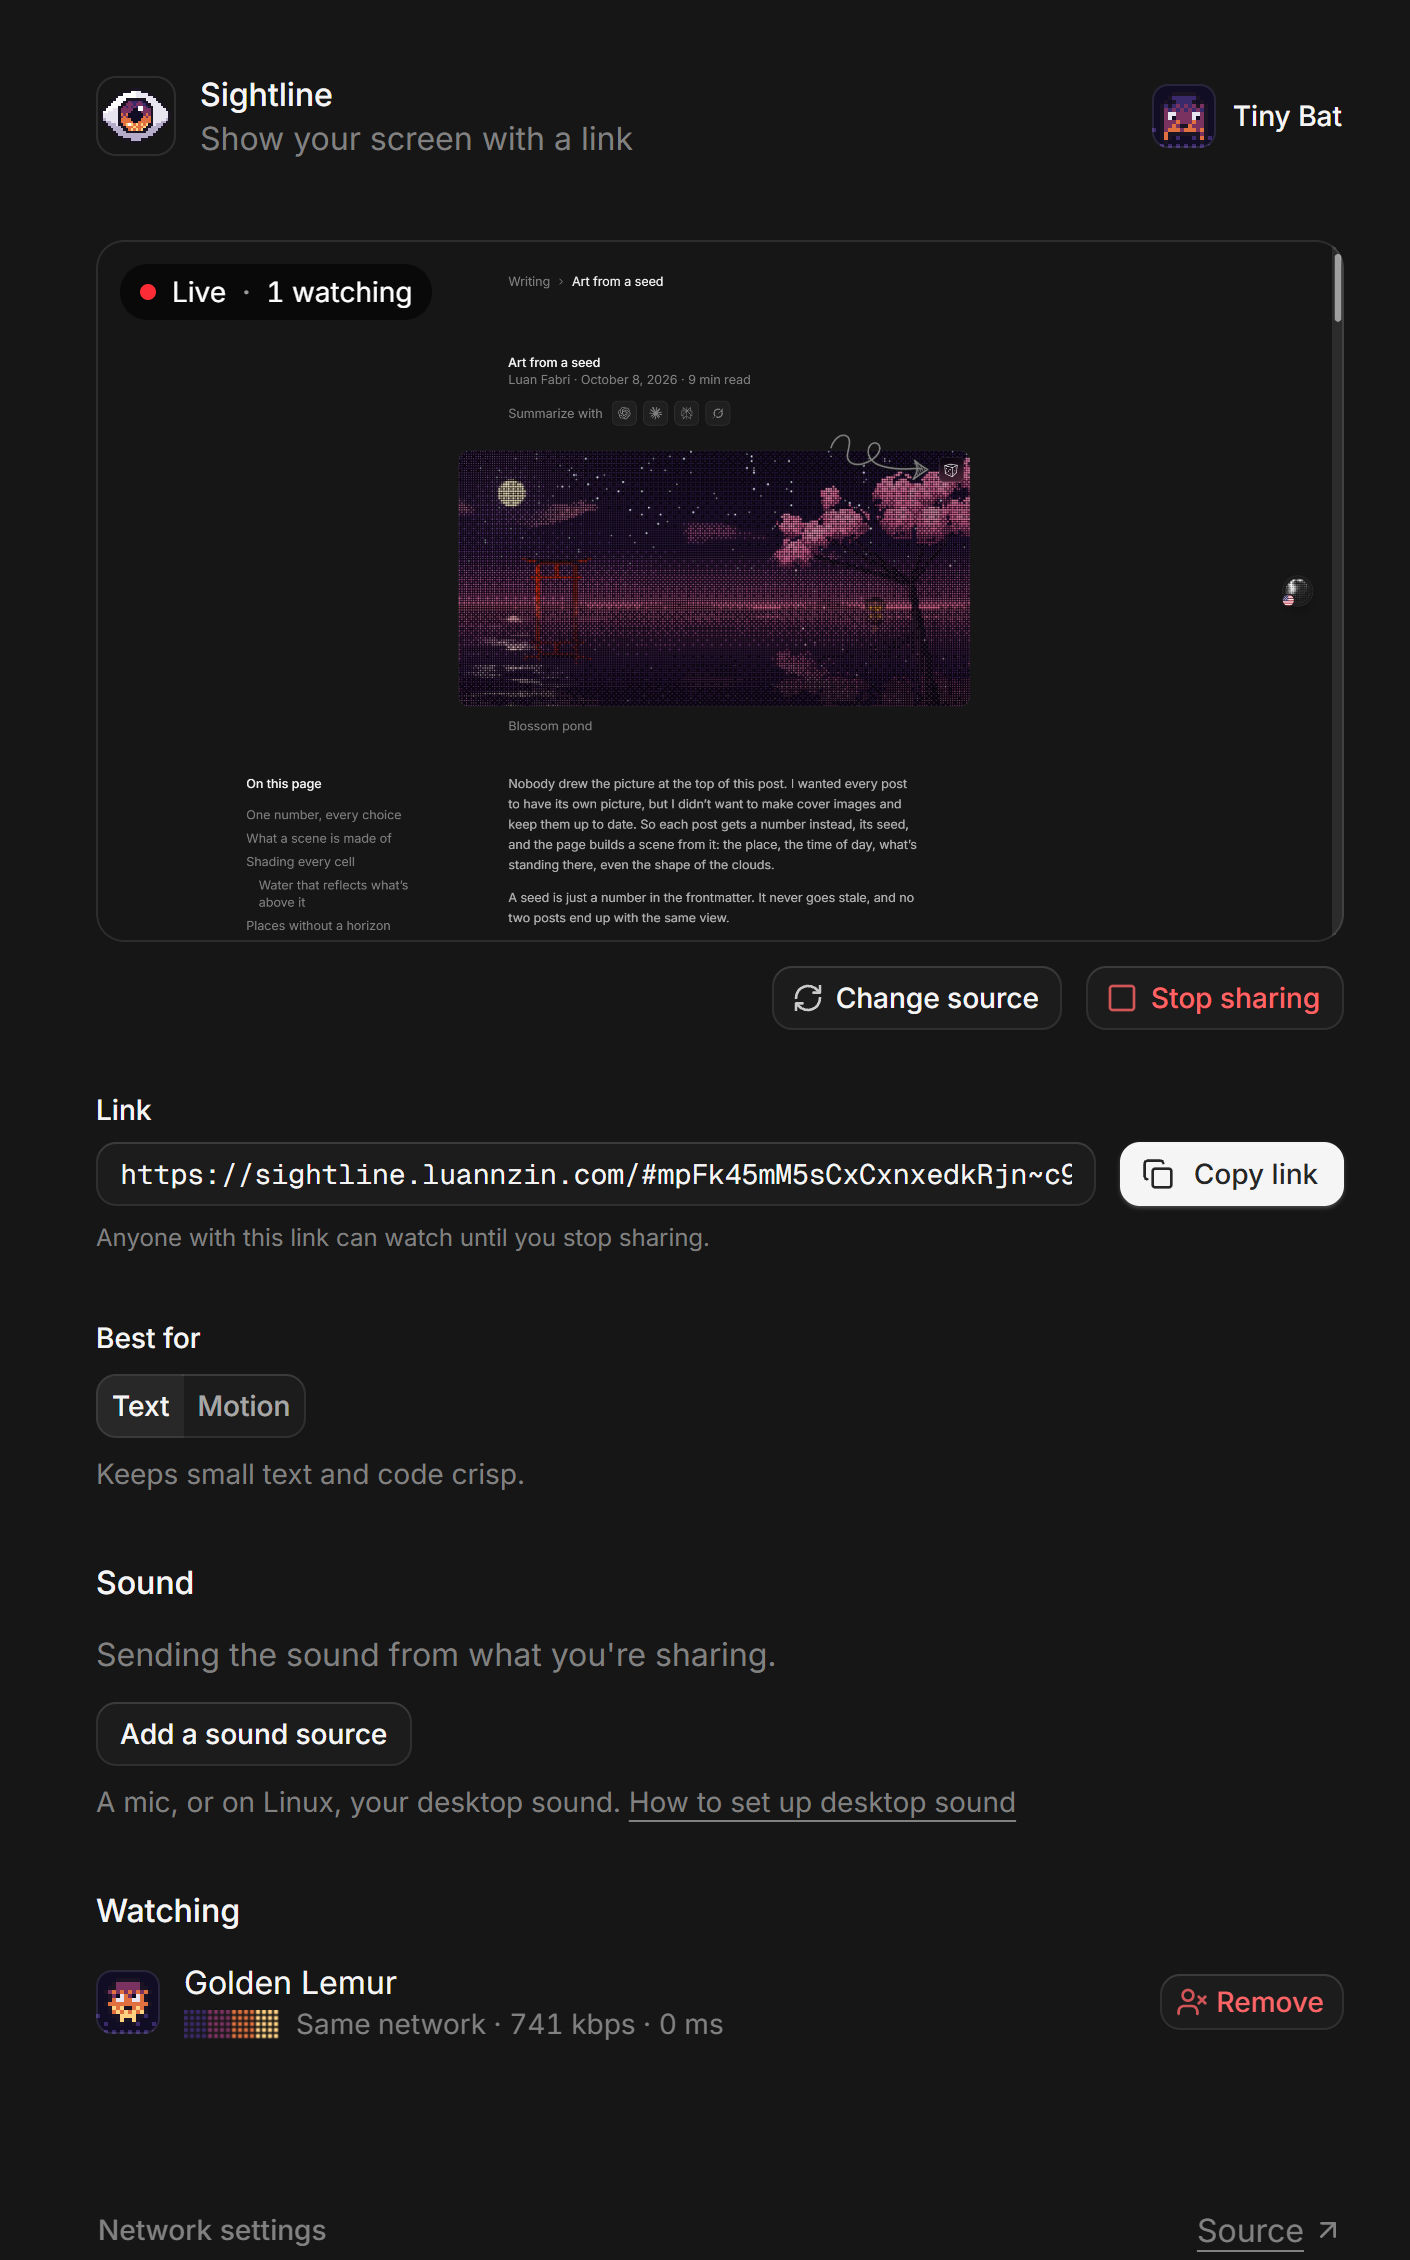 Sightline
Show your screen with a link
Tiny Bat
Live · 1 watching
Writing › Art from a seed
Art from a seed
Luan Fabri · October 8, 2026 · 9 min read
Summarize with
Blossom pond
On this page
One number, every choice
What a scene is made of
Shading every cell
Water that reflects what’s
above it
Places without a horizon
Nobody drew the picture at the top of this post. I wanted every post
to have its own picture, but I didn’t want to make cover images and
keep them up to date. So each post gets a number instead, its seed,
and the page builds a scene from it: the place, the time of day, what’s
standing there, even the shape of the clouds.
A seed is just a number in the frontmatter. It never goes stale, and no
two posts end up with the same view.
Change source
Stop sharing
Link
https://sightline.luannzin.com/#mpFk45mM5sCxCxnxedkRjn~c9
Copy link
Anyone with this link can watch until you stop sharing.
Best for
Text Motion
Keeps small text and code crisp.
Sound
Sending the sound from what you're sharing.
Add a sound source
A mic, or on Linux, your desktop sound. How to set up desktop sound
Watching
Golden Lemur
Same network · 741 kbps · 0 ms
Remove
Network settings
Source